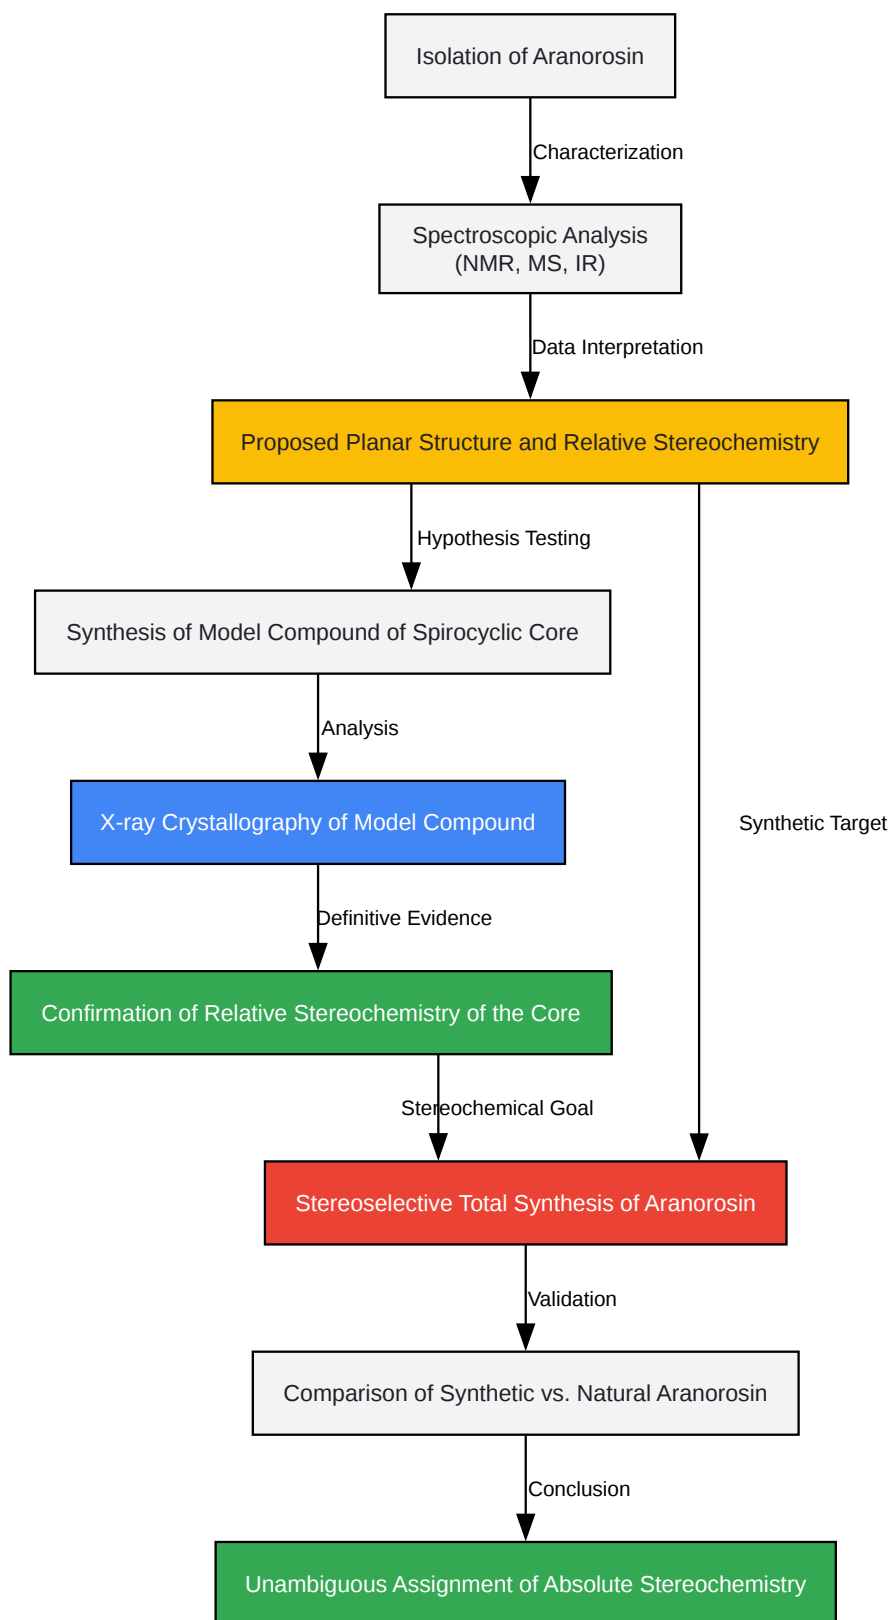 Isolation of Aranorosin
Characterization
Spectroscopic Analysis
(NMR, MS, IR)
Data Interpretation
Proposed Planar Structure and Relative Stereochemistry
Hypothesis Testing
Synthesis of Model Compound of Spirocyclic Core
Analysis
X-ray Crystallography of Model Compound
Synthetic Target
Definitive Evidence
Confirmation of Relative Stereochemistry of the Core
Stereochemical Goal
Stereoselective Total Synthesis of Aranorosin
Validation
Comparison of Synthetic vs. Natural Aranorosin
Conclusion
Unambiguous Assignment of Absolute Stereochemistry